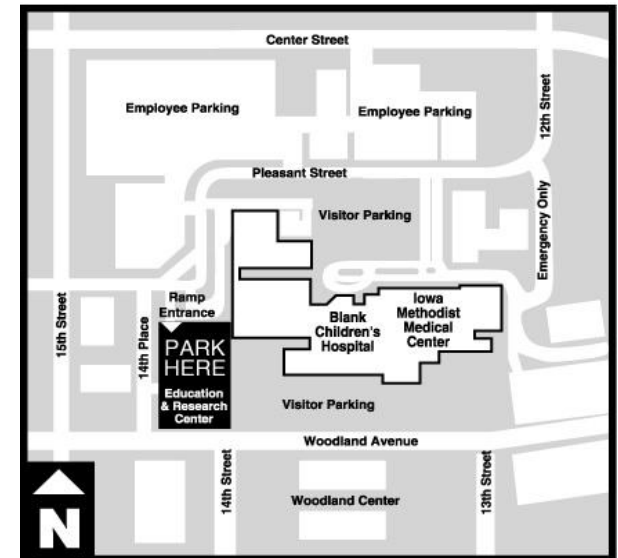 Center Street
Employee Parking
Employee Parking
12th Street
Pleasant Street
Visitor Parking
Emergency Only
Ramp
Entrance
15th Street
14th Place
PARK
HERE
Education
& Research
Center
Blank
Children's
Hospital
Iowa
Methodist
Medical
Center
Visitor Parking
Woodland Avenue
14th Street
Woodland Center
13th Street
N